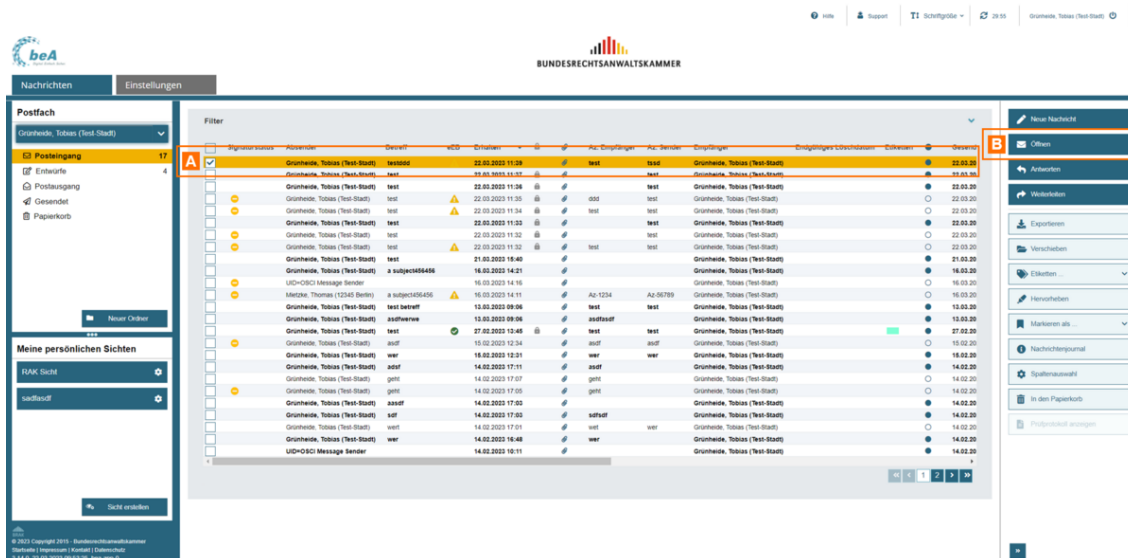 Hilfe Support Schriftgröße 29:55 Grünheide, Tobias (Test-Stadt)
beA
BUNDESRECHTSANWALTSKAMMER
Nachrichten Einstellungen
Postfach
Grünheide, Tobias (Test-Stadt)
Posteingang 17
Entwürfe 4
Postausgang
Gesendet
Papierkorb
Neuer Ordner
Meine persönlichen Sichten
RAK Sicht
sadfasdf
Sicht erstellen
© 2023 Copyright 2015 - Bundesrechtsanwaltskammer
Startseite | Impressum | Kontakt | Datenschutz
Filter
Signaturstatus Absender Betreff eEB Erhalten Az. Empfänger Az. Sender Empfänger Endgültiges Löschdatum Etiketten Gesend
A
Grünheide, Tobias (Test-Stadt) testddd 22.03.2023 11:39 test tssd Grünheide, Tobias (Test-Stadt) 22.03.20
Grünheide, Tobias (Test-Stadt) test 22.03.2023 11:37 test Grünheide, Tobias (Test-Stadt) 22.03.20
Grünheide, Tobias (Test-Stadt) test 22.03.2023 11:36 test Grünheide, Tobias (Test-Stadt) 22.03.20
Grünheide, Tobias (Test-Stadt) test 22.03.2023 11:35 ddd test Grünheide, Tobias (Test-Stadt) 22.03.20
Grünheide, Tobias (Test-Stadt) test 22.03.2023 11:34 test test Grünheide, Tobias (Test-Stadt) 22.03.20
Grünheide, Tobias (Test-Stadt) test 22.03.2023 11:33 test Grünheide, Tobias (Test-Stadt) 22.03.20
Grünheide, Tobias (Test-Stadt) test 22.03.2023 11:32 test Grünheide, Tobias (Test-Stadt) 22.03.20
Grünheide, Tobias (Test-Stadt) test 22.03.2023 11:32 test test Grünheide, Tobias (Test-Stadt) 22.03.20
Grünheide, Tobias (Test-Stadt) test 21.03.2023 15:40 Grünheide, Tobias (Test-Stadt) 21.03.20
Grünheide, Tobias (Test-Stadt) a subject456456 16.03.2023 14:21 Grünheide, Tobias (Test-Stadt) 16.03.20
UID=OSCI Message Sender 16.03.2023 14:16 Grünheide, Tobias (Test-Stadt) 16.03.20
Mietzke, Thomas (12345 Berlin) a subject456456 16.03.2023 14:11 Az-1234 Az-56789 Grünheide, Tobias (Test-Stadt) 16.03.20
Grünheide, Tobias (Test-Stadt) test betreff 13.03.2023 09:06 test test Grünheide, Tobias (Test-Stadt) 13.03.20
Grünheide, Tobias (Test-Stadt) asdfwerwe 13.03.2023 09:06 asdfasdf Grünheide, Tobias (Test-Stadt) 13.03.20
Grünheide, Tobias (Test-Stadt) test 27.02.2023 13:45 test test Grünheide, Tobias (Test-Stadt) 27.02.20
Grünheide, Tobias (Test-Stadt) asdf 15.02.2023 12:34 asdf asdf Grünheide, Tobias (Test-Stadt) 15.02.20
Grünheide, Tobias (Test-Stadt) wer 15.02.2023 12:31 wer wer Grünheide, Tobias (Test-Stadt) 15.02.20
Grünheide, Tobias (Test-Stadt) adsf 14.02.2023 17:11 asdf Grünheide, Tobias (Test-Stadt) 14.02.20
Grünheide, Tobias (Test-Stadt) geht 14.02.2023 17:07 geht Grünheide, Tobias (Test-Stadt) 14.02.20
Grünheide, Tobias (Test-Stadt) geht 14.02.2023 17:05 geht Grünheide, Tobias (Test-Stadt) 14.02.20
Grünheide, Tobias (Test-Stadt) aasdf 14.02.2023 17:03 Grünheide, Tobias (Test-Stadt) 14.02.20
Grünheide, Tobias (Test-Stadt) sdf 14.02.2023 17:03 sdfsdf Grünheide, Tobias (Test-Stadt) 14.02.20
Grünheide, Tobias (Test-Stadt) wert 14.02.2023 17:01 wet wer Grünheide, Tobias (Test-Stadt) 14.02.20
Grünheide, Tobias (Test-Stadt) wer 14.02.2023 16:48 wer Grünheide, Tobias (Test-Stadt) 14.02.20
UID=OSCI Message Sender 14.02.2023 10:11 Grünheide, Tobias (Test-Stadt) 14.02.20
1 2
Neue Nachricht
B Öffnen
Antworten
Weiterleiten
Exportieren
Verschieben
Etiketten ...
Hervorheben
Markieren als ...
Nachrichtenjournal
Spaltenauswahl
In den Papierkorb
Prüfprotokoll anzeigen